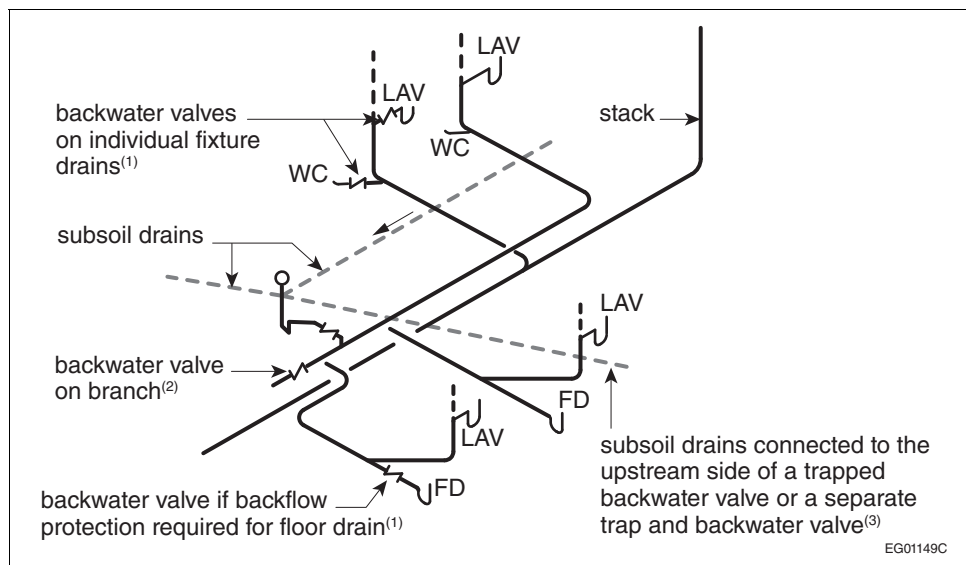 LAV
LAV
backwater valves
on individual fixture
drains(1)
stack
WC
WC
subsoil drains
LAV
backwater valve
on branch(2)
FD
LAV
subsoil drains connected to the
upstream side of a trapped
backwater valve or a separate
trap and backwater valve(3)
FD
backwater valve if backflow
protection required for floor drain(1)
EG01149C